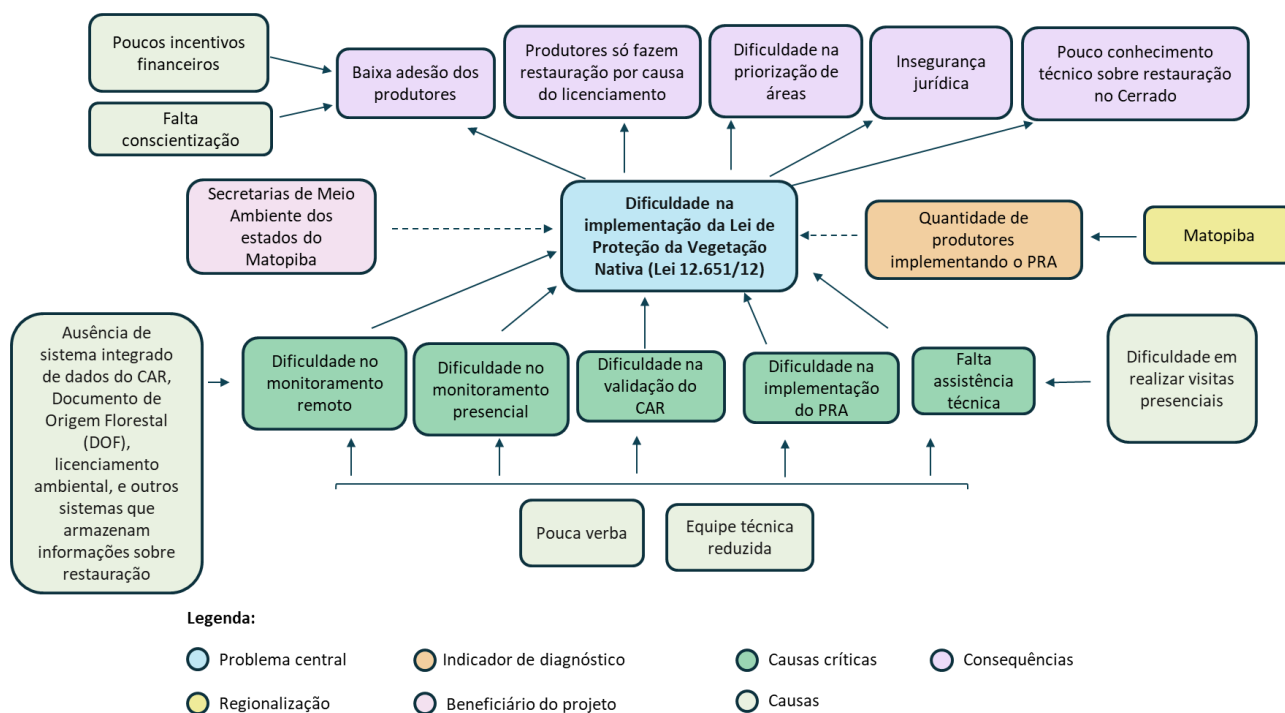 Poucos incentivos
financeiros
Falta
conscientização
Baixa adesão dos
produtores
Produtores só fazem
restauração por causa
do licenciamento
Dificuldade na
priorização de
áreas
Insegurança
jurídica
Pouco conhecimento
técnico sobre restauração
no Cerrado
Secretarias de Meio
Ambiente dos
estados do
Matopiba
Dificuldade na
implementação da Lei de
Proteção da Vegetação
Nativa (Lei 12.651/12)
Quantidade de
produtores
implementando o PRA
Matopiba
Ausência de
sistema integrado
de dados do CAR,
Documento de
Origem Florestal
(DOF),
licenciamento
ambiental, e outros
sistemas que
armazenam
informações sobre
restauração
Dificuldade no
monitoramento
remoto
Dificuldade no
monitoramento
presencial
Dificuldade na
validação do
CAR
Dificuldade na
implementação
do PRA
Falta
assistência
técnica
Dificuldade em
realizar visitas
presenciais
Pouca verba
Equipe técnica
reduzida
Legenda:
Problema central
Indicador de diagnóstico
Causas críticas
Consequências
Regionalização
Beneficiário do projeto
Causas